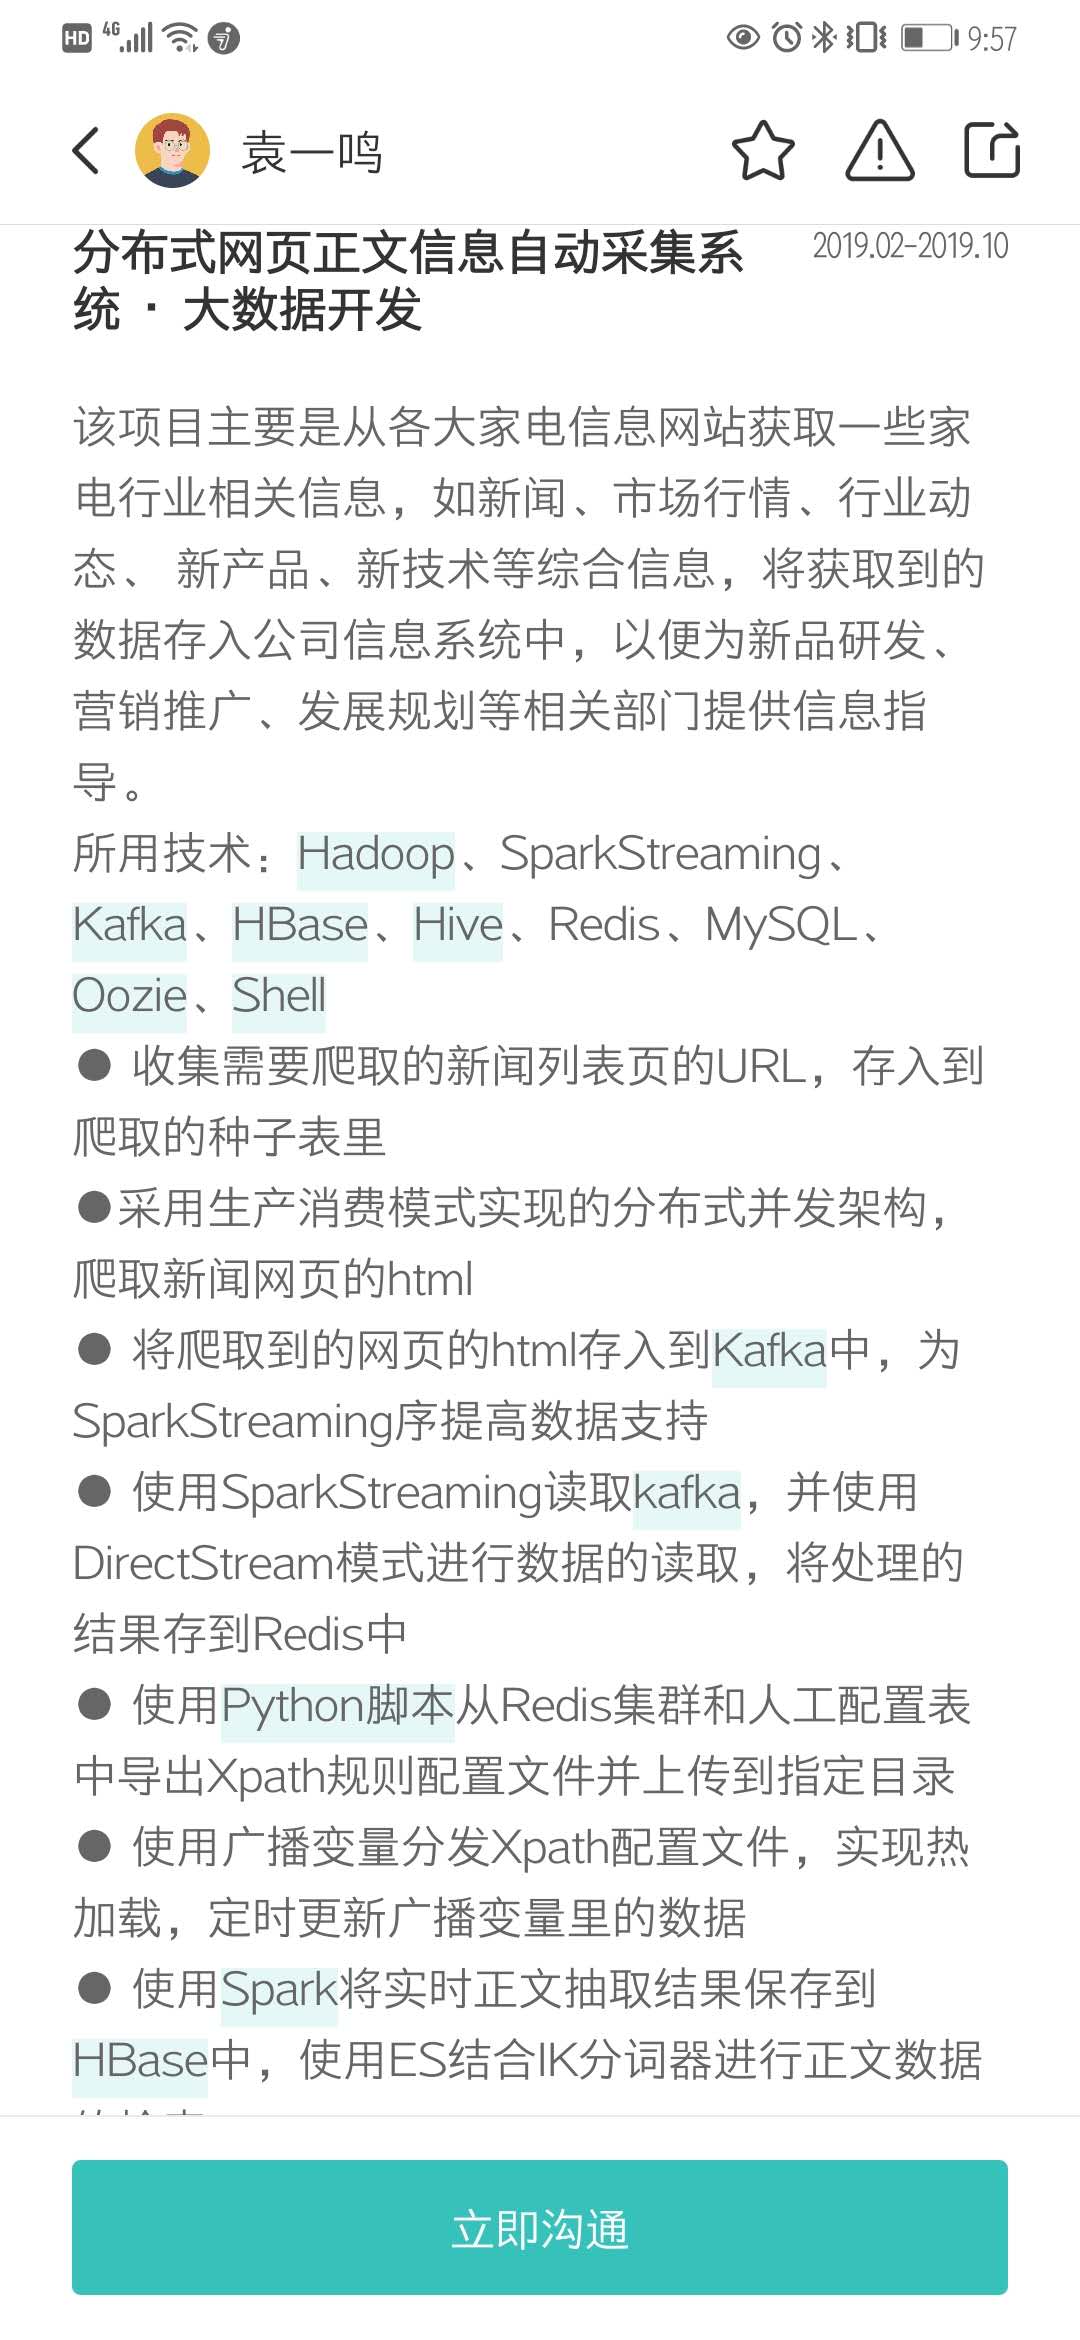 HD 4G 9:57
袁一鸣
分布式网页正文信息自动采集系
2019.02-2019.10
统 · 大数据开发
该项目主要是从各大家电信息网站获取一些家
电行业相关信息，如新闻、市场行情、行业动
态、 新产品、新技术等综合信息，将获取到的
数据存入公司信息系统中，以便为新品研发、
营销推广、发展规划等相关部门提供信息指
导。
所用技术：Hadoop、SparkStreaming、
Kafka、HBase、Hive、Redis、MySQL、
Oozie、Shell
● 收集需要爬取的新闻列表页的URL，存入到
爬取的种子表里
●采用生产消费模式实现的分布式并发架构，
爬取新闻网页的html
● 将爬取到的网页的html存入到Kafka中，为
SparkStreaming序提高数据支持
● 使用SparkStreaming读取kafka，并使用
DirectStream模式进行数据的读取，将处理的
结果存到Redis中
● 使用Python脚本从Redis集群和人工配置表
中导出Xpath规则配置文件并上传到指定目录
● 使用广播变量分发Xpath配置文件，实现热
加载，定时更新广播变量里的数据
● 使用Spark将实时正文抽取结果保存到
HBase中，使用ES结合IK分词器进行正文数据
立即沟通